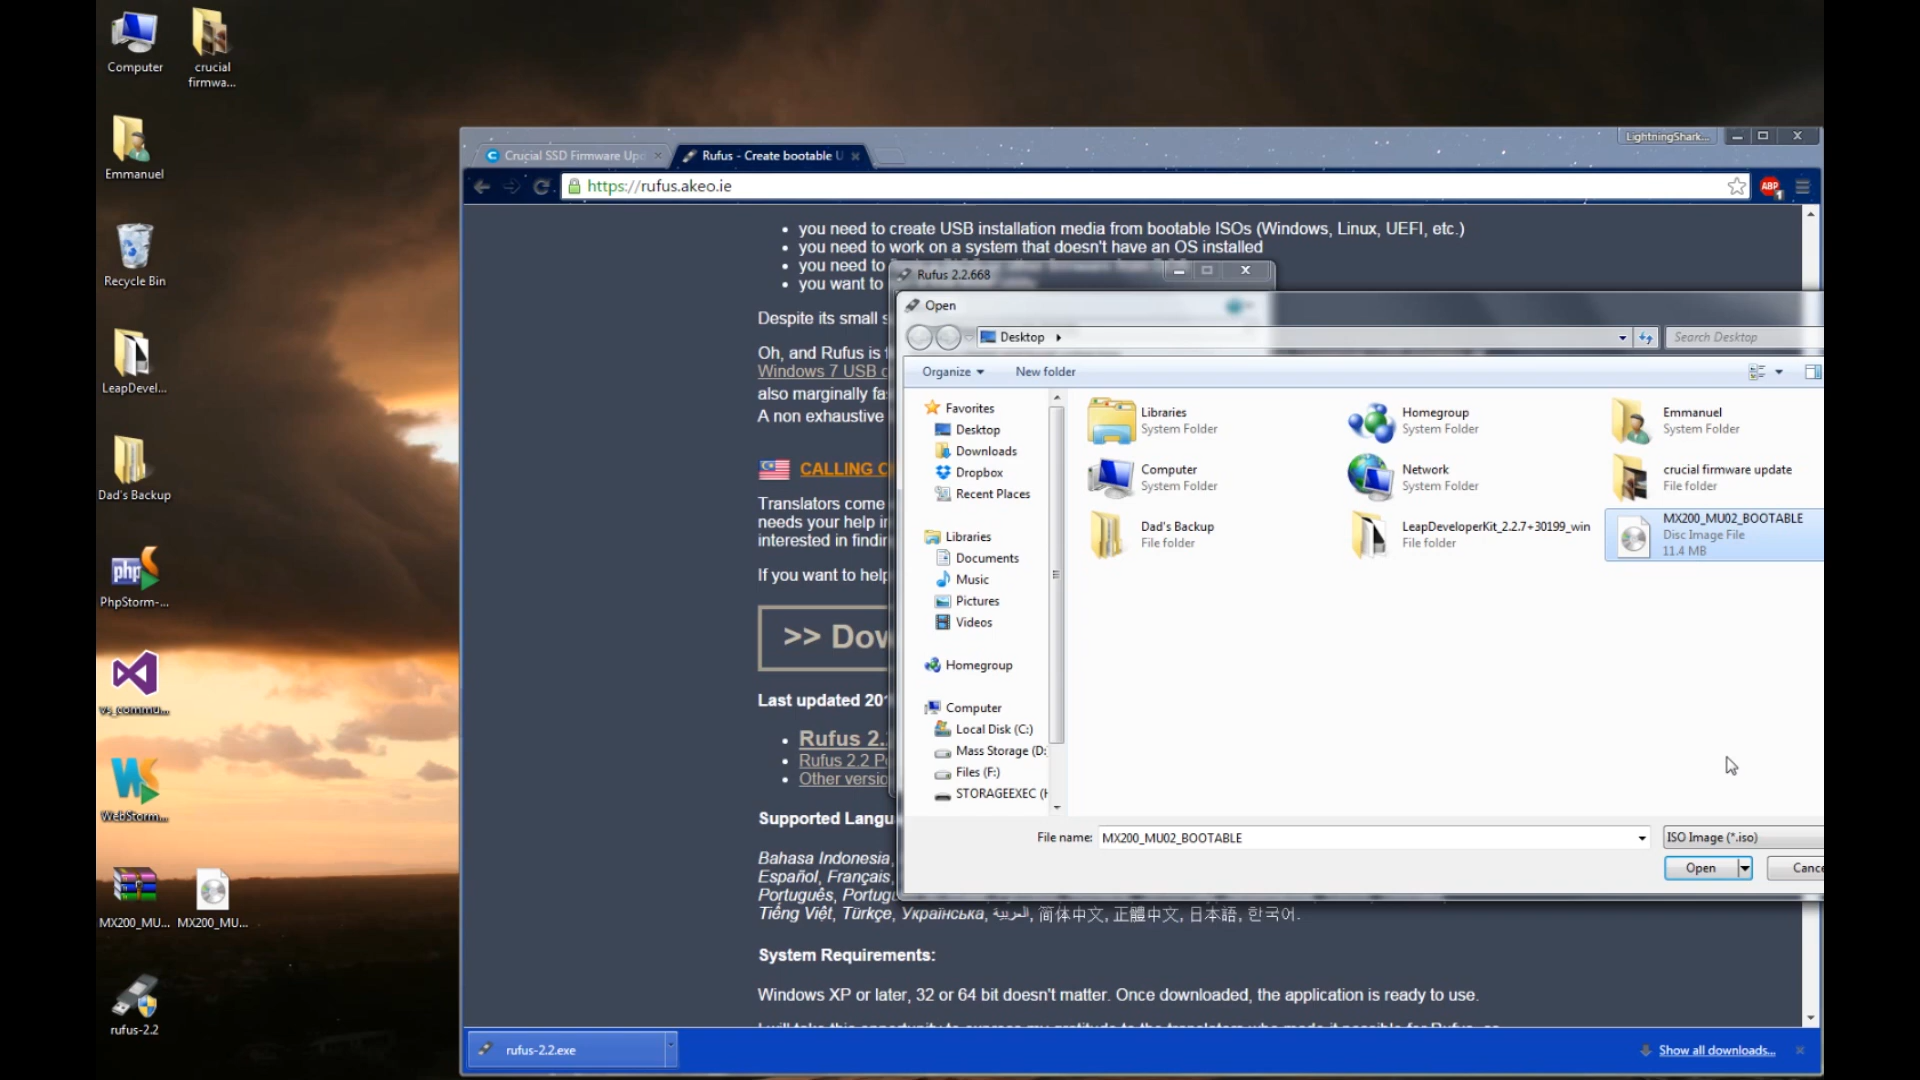 Computer
crucial
firmwa...
Emmanuel
Recycle Bin
LeapDevel...
Dad's Backup
PhpStorm-...
vs_commu...
WebStorm...
MX200_MU...
MX200_MU...
rufus-2.2
LightningShark...
Crucial SSD Firmware Up
Rufus - Create bootable U
https://rufus.akeo.ie
ABP
1
you need to create USB installation media from bootable ISOs (Windows, Linux, UEFI, etc.)
you need to work on a system that doesn't have an OS installed
you need to
you want to
Despite its small s
Oh, and Rufus is f
Windows 7 USB
also marginally fa
A non exhaustive
CALLING
Translators come
needs your help in
interested in findin
If you want to help
>> Dow
Last updated 201
Rufus 2.
Rufus 2.2 P
Other versio
Supported Langu
Bahasa Indonesia,
Español, Français,
Português, Portug
Tiếng Việt, Türkçe, Українська, العربية, 简体中文, 正體中文, 日本語, 한국어.
System Requirements:
Windows XP or later, 32 or 64 bit doesn't matter. Once downloaded, the application is ready to use.
Rufus 2.2.668
Open
Desktop
Search Desktop
Organize
New folder
Favorites
Desktop
Downloads
Dropbox
Recent Places
Libraries
Documents
Music
Pictures
Videos
Homegroup
Computer
Local Disk (C:)
Mass Storage (D:
Files (F:)
STORAGEEXEC (H
Libraries
System Folder
Homegroup
System Folder
Emmanuel
System Folder
Computer
System Folder
Network
System Folder
crucial firmware update
File folder
Dad's Backup
File folder
LeapDeveloperKit_2.2.7+30199_win
File folder
MX200_MU02_BOOTABLE
Disc Image File
11.4 MB
File name: MX200_MU02_BOOTABLE
ISO Image (*.iso)
Open
Cance
rufus-2.2.exe
Show all downloads...